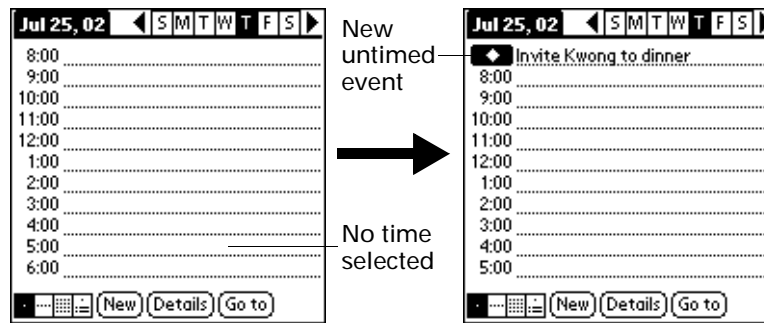 Jul 25, 02 S M T W T F S
8:00
9:00
10:00
11:00
12:00
1:00
2:00
3:00
4:00
5:00
6:00
New Details Go to
New
untimed
event
No time
selected
Jul 25, 02 S M T W T F S
Invite Kwong to dinner
8:00
9:00
10:00
11:00
12:00
1:00
2:00
3:00
4:00
5:00
New Details Go to